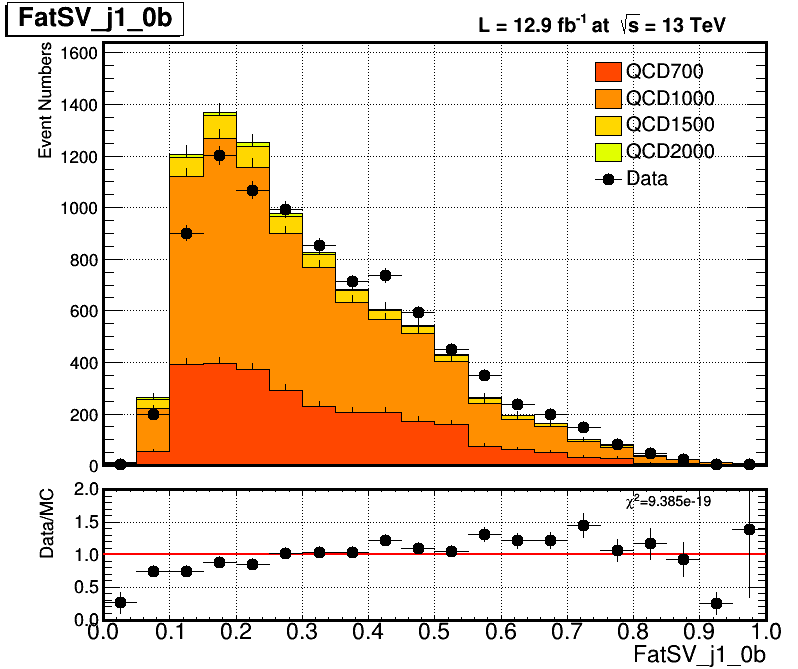 FatSV_j1_0b
L = 12.9 fb⁻¹ at √s = 13 TeV
Event Numbers
1600
1400
1200
1000
800
600
400
200
0
QCD700
QCD1000
QCD1500
QCD2000
Data
Data/MC
2.0
1.5
1.0
0.5
0.0
χ²=9.385e-19
0.0 0.1 0.2 0.3 0.4 0.5 0.6 0.7 0.8 0.9 1.0
FatSV_j1_0b